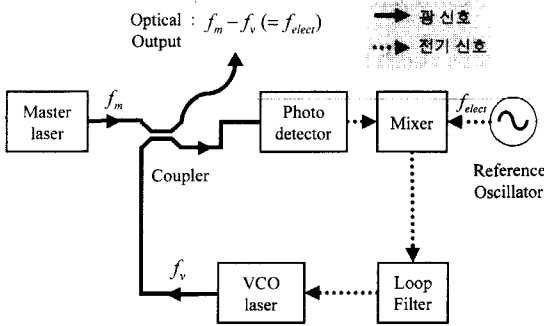 Optical Output : f_m − f_v (= f_elect)
광 신호
전기 신호
Master laser
f_m
Coupler
Photo detector
Mixer
f_elect
Reference Oscillator
f_v
VCO laser
Loop Filter